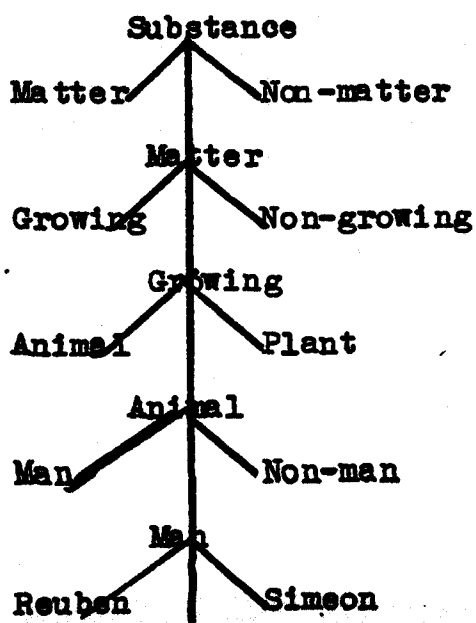 Substance
Matter Non-matter
Matter
Growing Non-growing
Growing
Animal Plant
Animal
Man Non-man
Man
Reuben Simeon